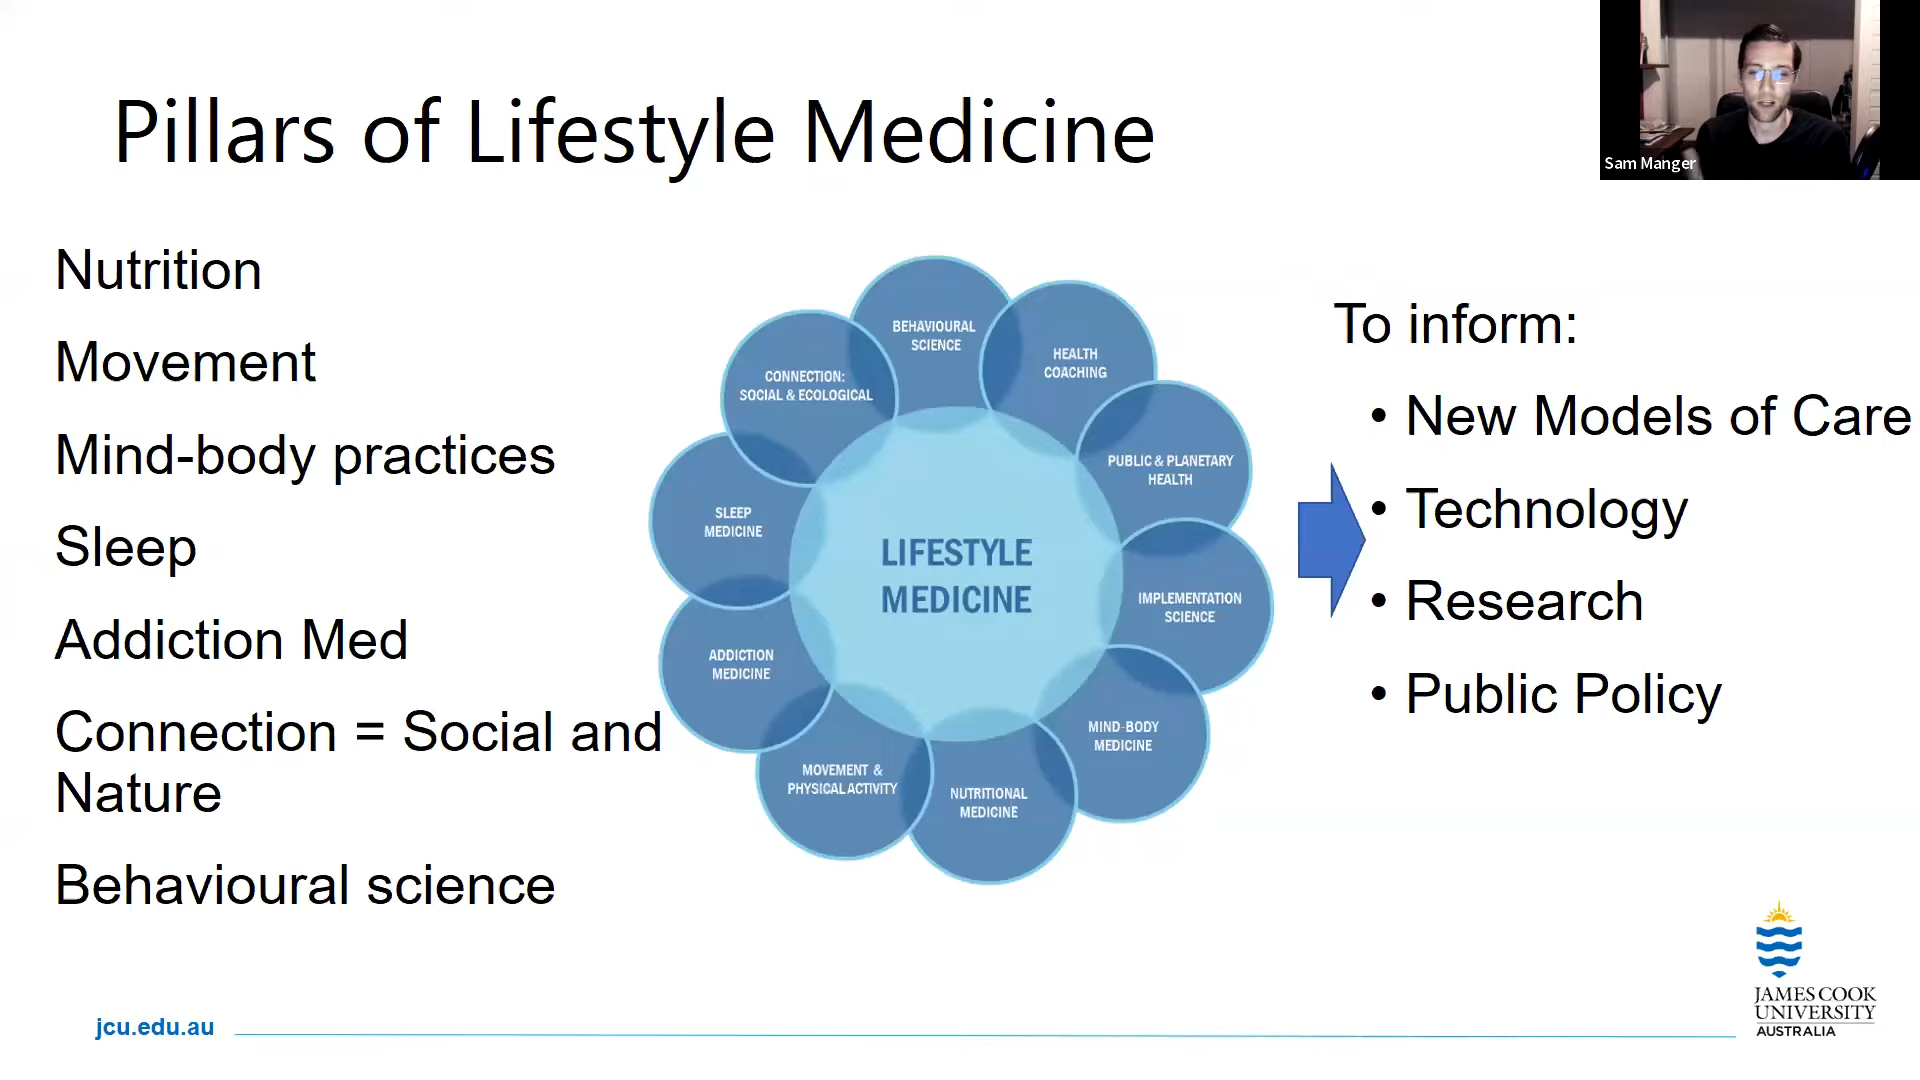 Pillars of Lifestyle Medicine
Sam Manger
Nutrition
Movement
Mind-body practices
Sleep
Addiction Med
Connection = Social and
Nature
Behavioural science
BEHAVIOURAL
SCIENCE
HEALTH
COACHING
PUBLIC & PLANETARY
HEALTH
IMPLEMENTATION
SCIENCE
MIND-BODY
MEDICINE
NUTRITIONAL
MEDICINE
MOVEMENT &
PHYSICAL ACTIVITY
ADDICTION
MEDICINE
SLEEP
MEDICINE
CONNECTION:
SOCIAL & ECOLOGICAL
LIFESTYLE
MEDICINE
To inform:
• New Models of Care
• Technology
• Research
• Public Policy
jcu.edu.au
JAMES COOK
UNIVERSITY
AUSTRALIA